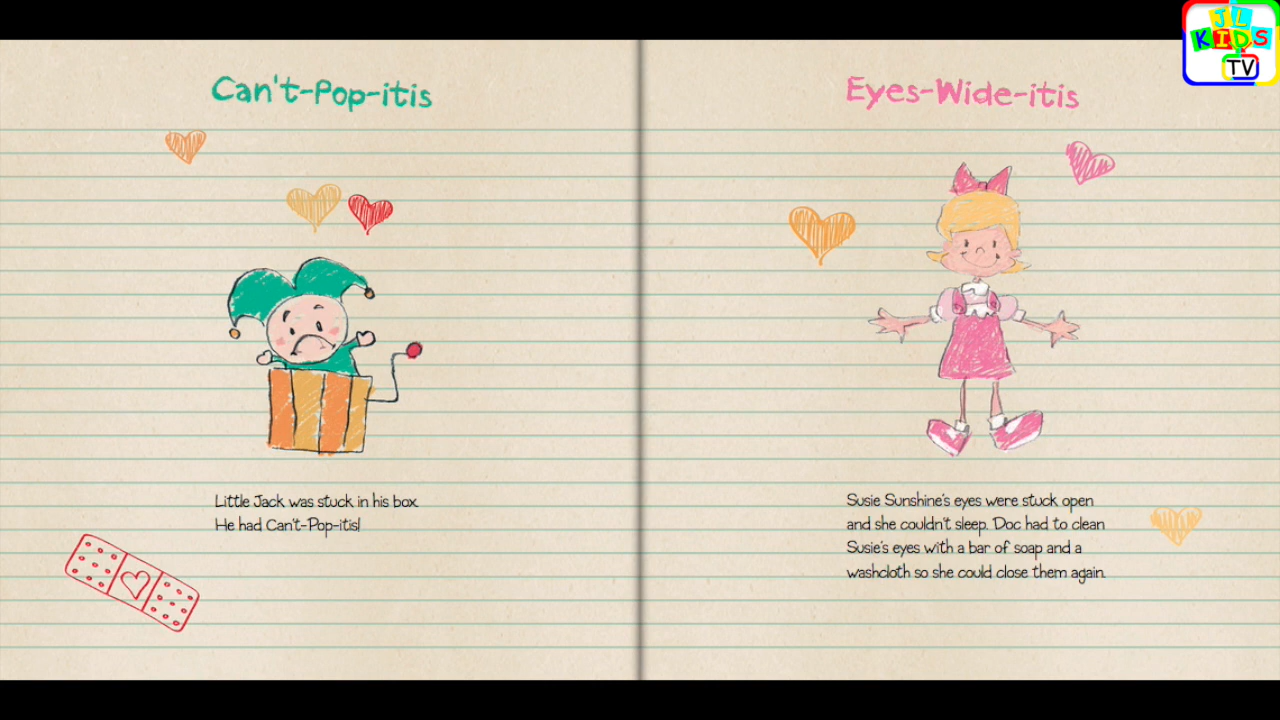 JL
KIDS
TV
Can't-Pop-itis
Little Jack was stuck in his box.
He had Can't-Pop-itis!
Eyes-Wide-itis
Susie Sunshine's eyes were stuck open
and she couldn't sleep. Doc had to clean
Susie's eyes with a bar of soap and a
washcloth so she could close them again.